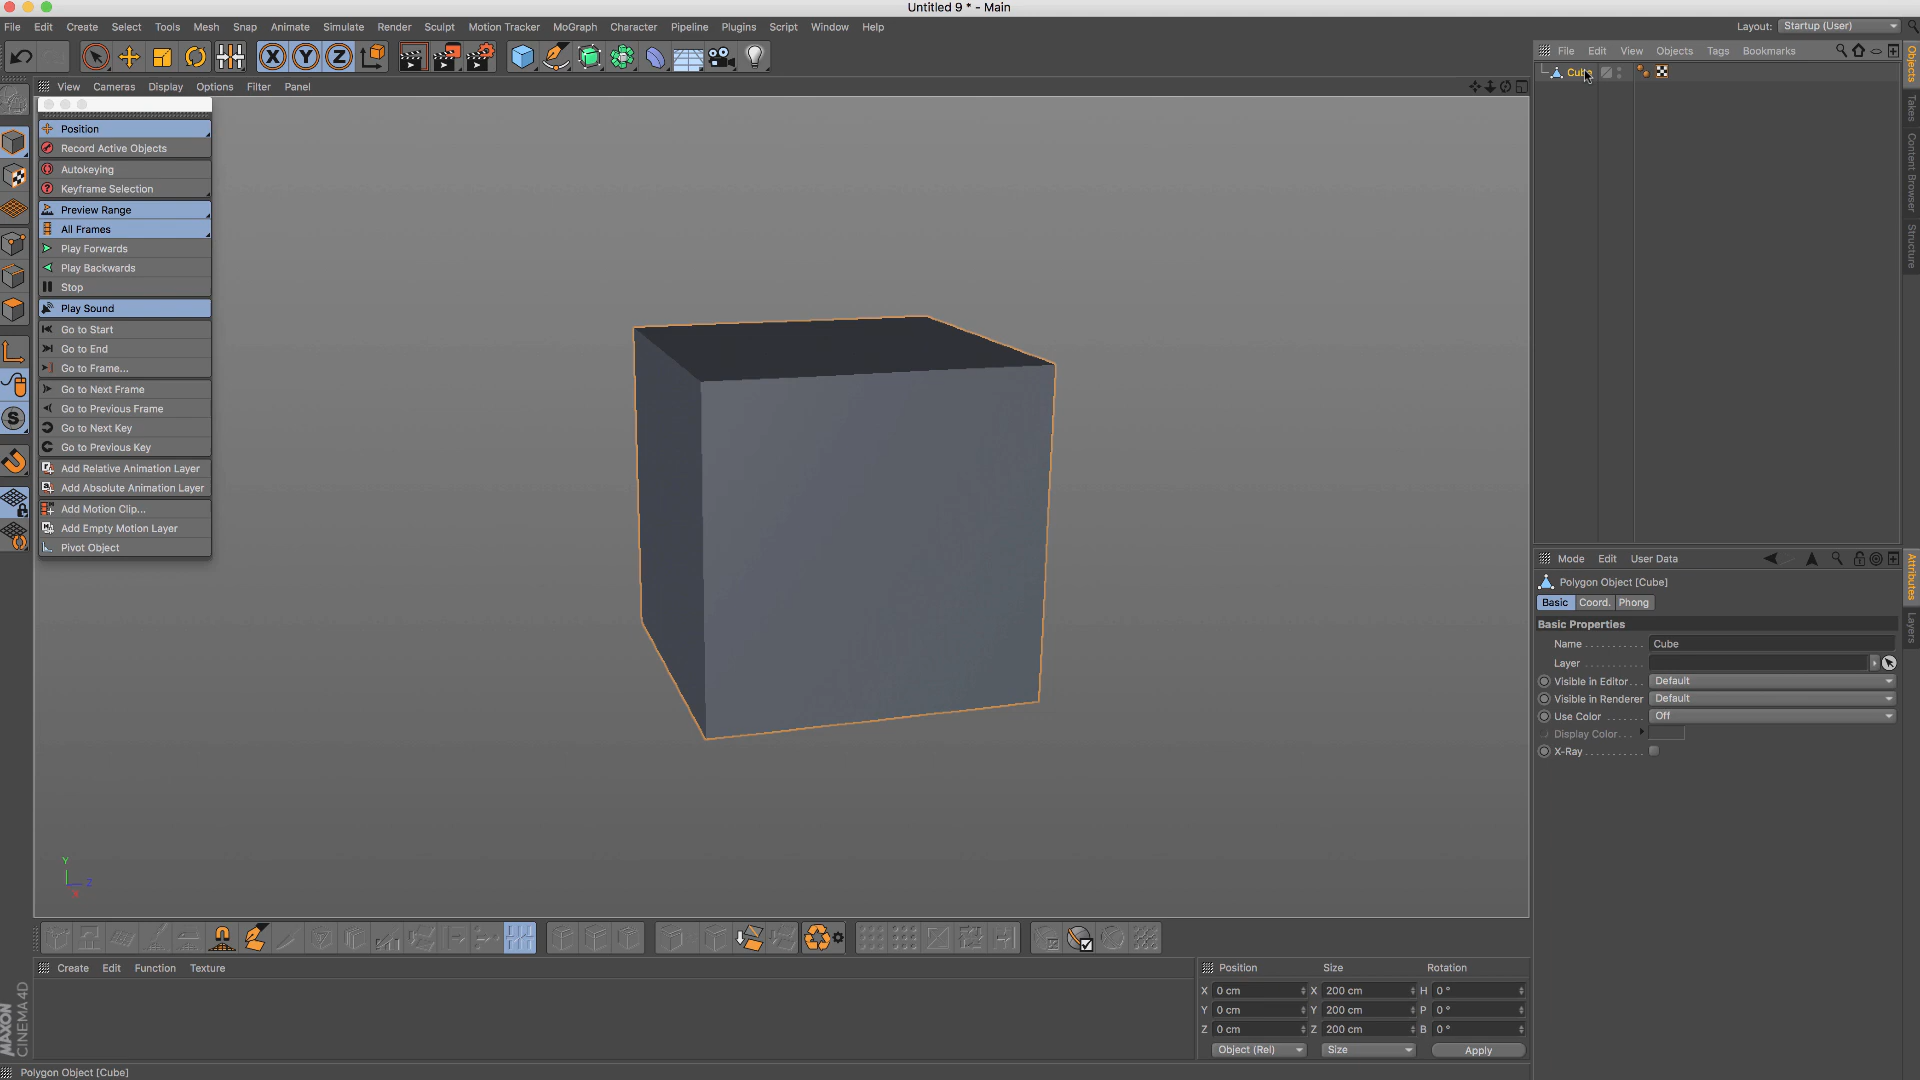 Untitled 9 * - Main
File Edit Create Select Tools Mesh Snap Animate Simulate Render Sculpt Motion Tracker MoGraph Character Pipeline Plugins Script Window Help
Layout: Startup (User)
X Y Z
File Edit View Objects Tags Bookmarks
Cube
View Cameras Display Options Filter Panel
Position
Record Active Objects
Autokeying
Keyframe Selection
Preview Range
All Frames
Play Forwards
Play Backwards
Stop
Play Sound
Go to Start
Go to End
Go to Frame...
Go to Next Frame
Go to Previous Frame
Go to Next Key
Go to Previous Key
Add Relative Animation Layer
Add Absolute Animation Layer
Add Motion Clip...
Add Empty Motion Layer
Pivot Object
Objects
Takes
Content Browser
Structure
Mode Edit User Data
Polygon Object [Cube]
Basic Coord. Phong
Basic Properties
Name Cube
Layer
Visible in Editor Default
Visible in Renderer Default
Use Color Off
Display Color
X-Ray
Attributes
Layers
Y
Z
X
Create Edit Function Texture
Position Size Rotation
X 0 cm X 200 cm H 0 °
Y 0 cm Y 200 cm P 0 °
Z 0 cm Z 200 cm B 0 °
Object (Rel) Size Apply
MAXON
CINEMA 4D
Polygon Object [Cube]